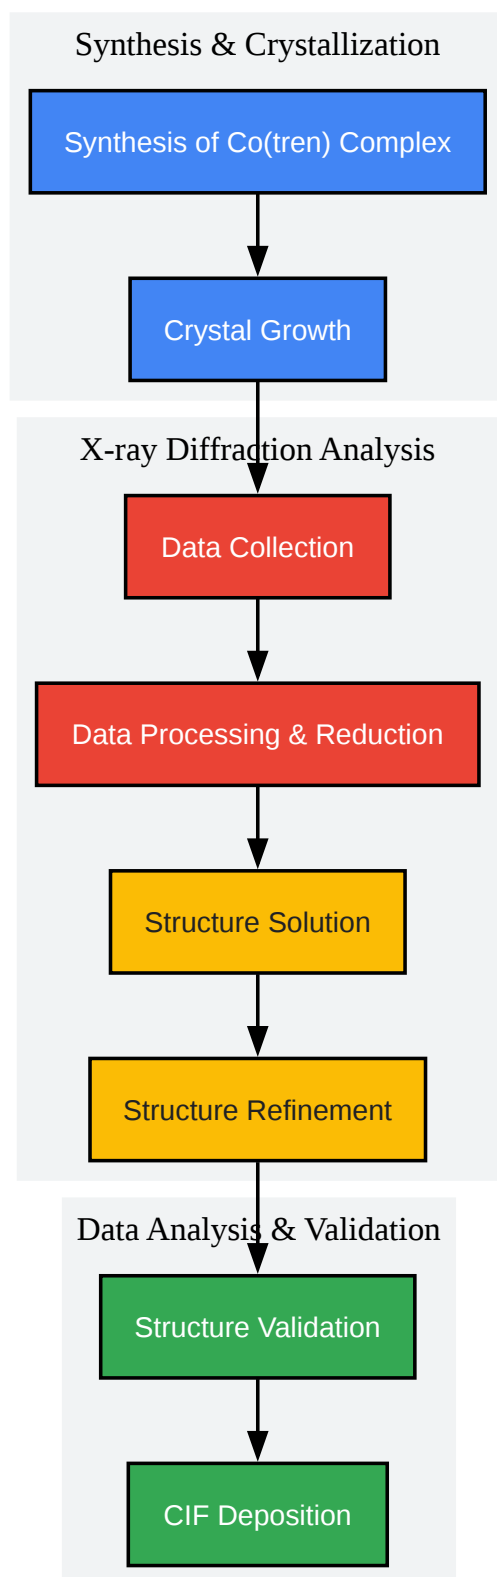 Synthesis & Crystallization
Synthesis of Co(tren) Complex
Crystal Growth
X-ray Diffraction Analysis
Data Collection
Data Processing & Reduction
Structure Solution
Structure Refinement
Data Analysis & Validation
Structure Validation
CIF Deposition